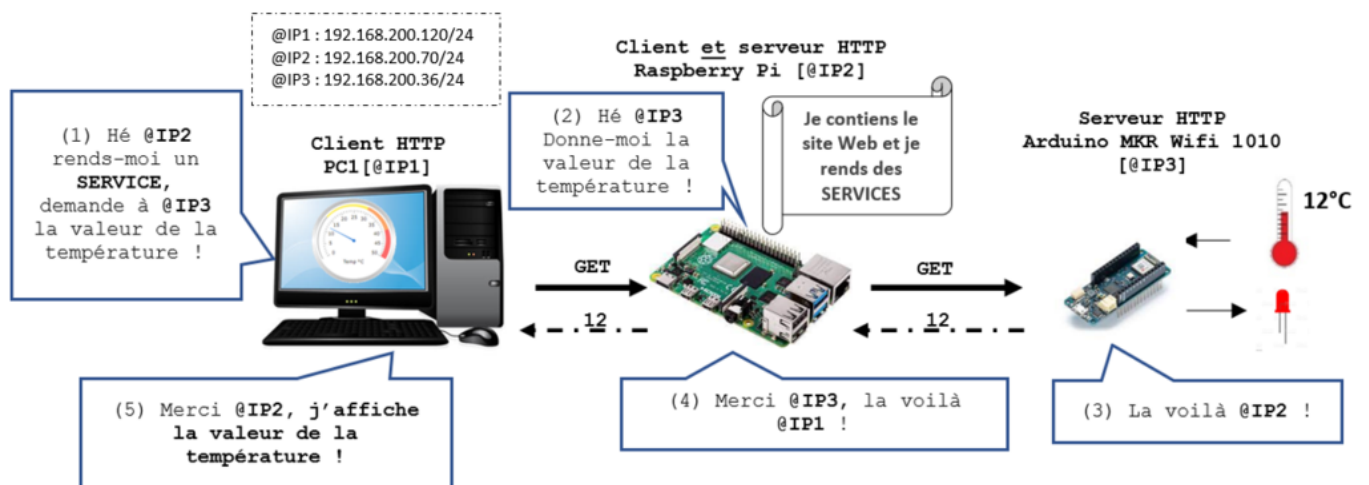 @IP1 : 192.168.200.120/24
@IP2 : 192.168.200.70/24
@IP3 : 192.168.200.36/24
Client et serveur HTTP
Raspberry Pi [@IP2]
(1) Hé @IP2
rends-moi un
SERVICE,
demande à @IP3
la valeur de la
température !
Client HTTP
PC1[@IP1]
(2) Hé @IP3
Donne-moi la
valeur de la
température !
Je contiens le
site Web et je
rends des
SERVICES
Serveur HTTP
Arduino MKR Wifi 1010
[@IP3]
12°C
Temp °C
GET
12
GET
12
(5) Merci @IP2, j'affiche
la valeur de la
température !
(4) Merci @IP3, la voilà
@IP1 !
(3) La voilà @IP2 !